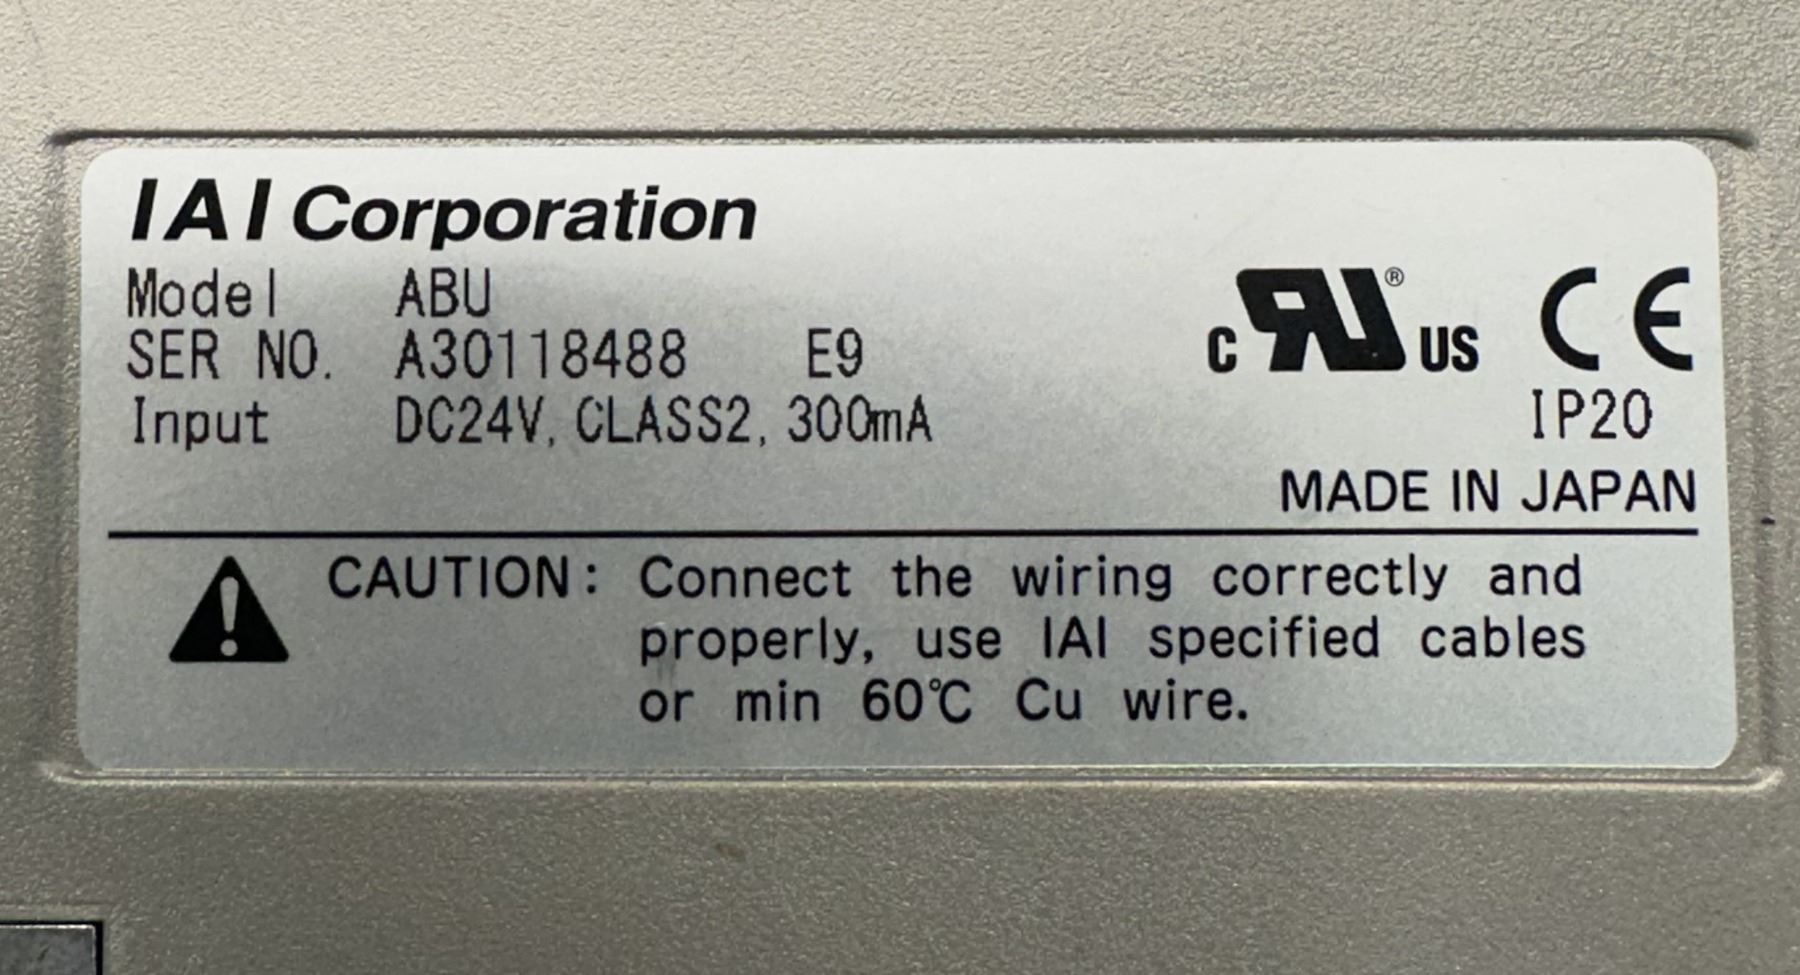 IAI Corporation
Model ABU
SER NO. A30118488 E9
Input DC24V, CLASS2, 300mA
c RU ® US CE
IP20
MADE IN JAPAN
CAUTION: Connect the wiring correctly and
properly, use IAI specified cables
or min 60℃ Cu wire.